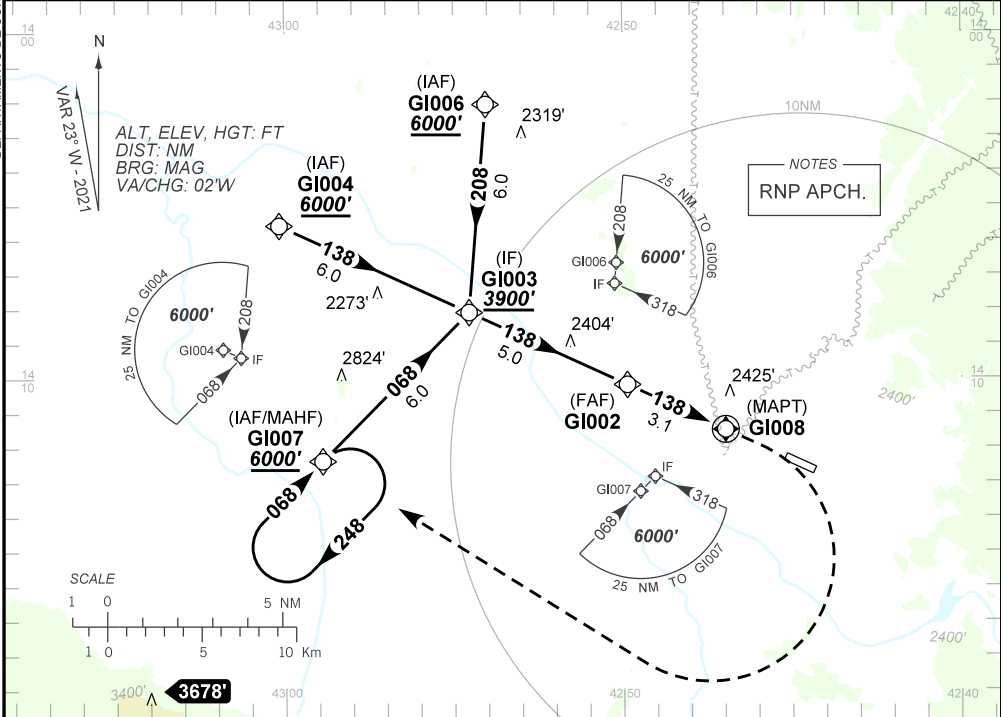 43°00
42°50
42°40
14
00
14
00
N
VAR 23° W - 2021
ALT, ELEV, HGT: FT
DIST: NM
BRG: MAG
VA/CHG: 02'W
(IAF)
GI006
6000'
2319'
10NM
NOTES
RNP APCH.
(IAF)
GI004
6000'
208
6.0
25 NM TO GI006
208
GI006
6000'
IF
318
138
6.0
(IF)
GI003
3900'
2273'
25 NM TO GI004
6000'
208
GI004
IF
068
138
5.0
2404'
2824'
068
6.0
14
10
14
10
2425'
2400'
(FAF)
GI002
138
3.1
(MAPT)
GI008
(IAF/MAHF)
GI007
6000'
068
248
IF
GI007
318
068
6000'
25 NM TO GI007
SCALE
1 0 5 NM
1 0 5 10 Km
2400'
3400'
3678'
43°00
42°50
42°40